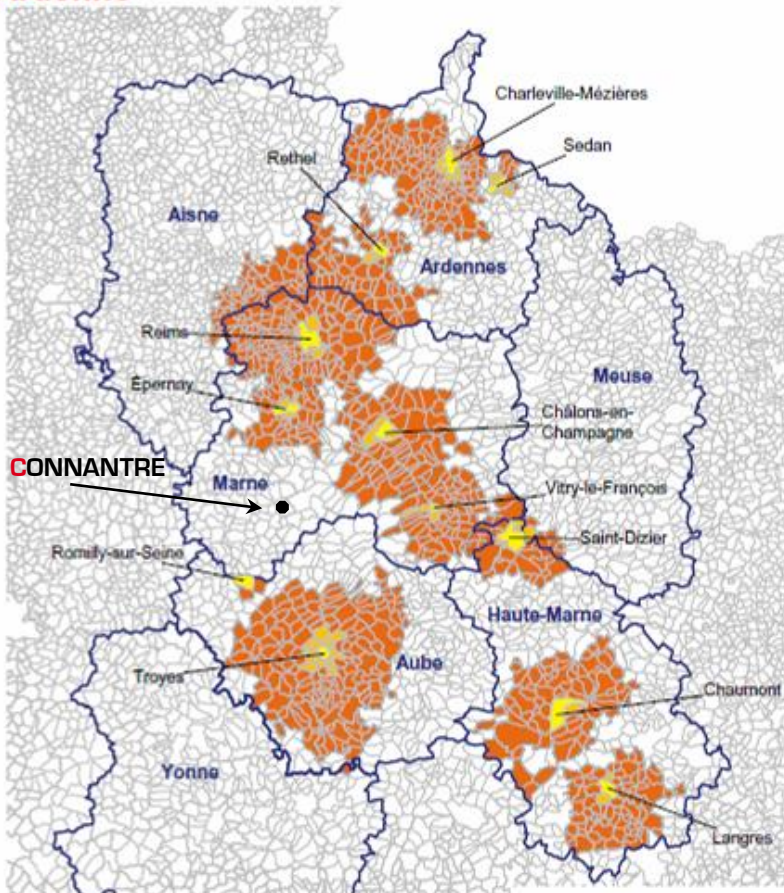 Charleville-Mézières
Sedan
Rethel
Aisne
Ardennes
Reims
Meuse
Épernay
Châlons-en-
Champagne
CONNANTRE
Marne
Vitry-le-François
Saint-Dizier
Romilly-sur-Seine
Haute-Marne
Aube
Troyes
Chaumont
Yonne
Langres